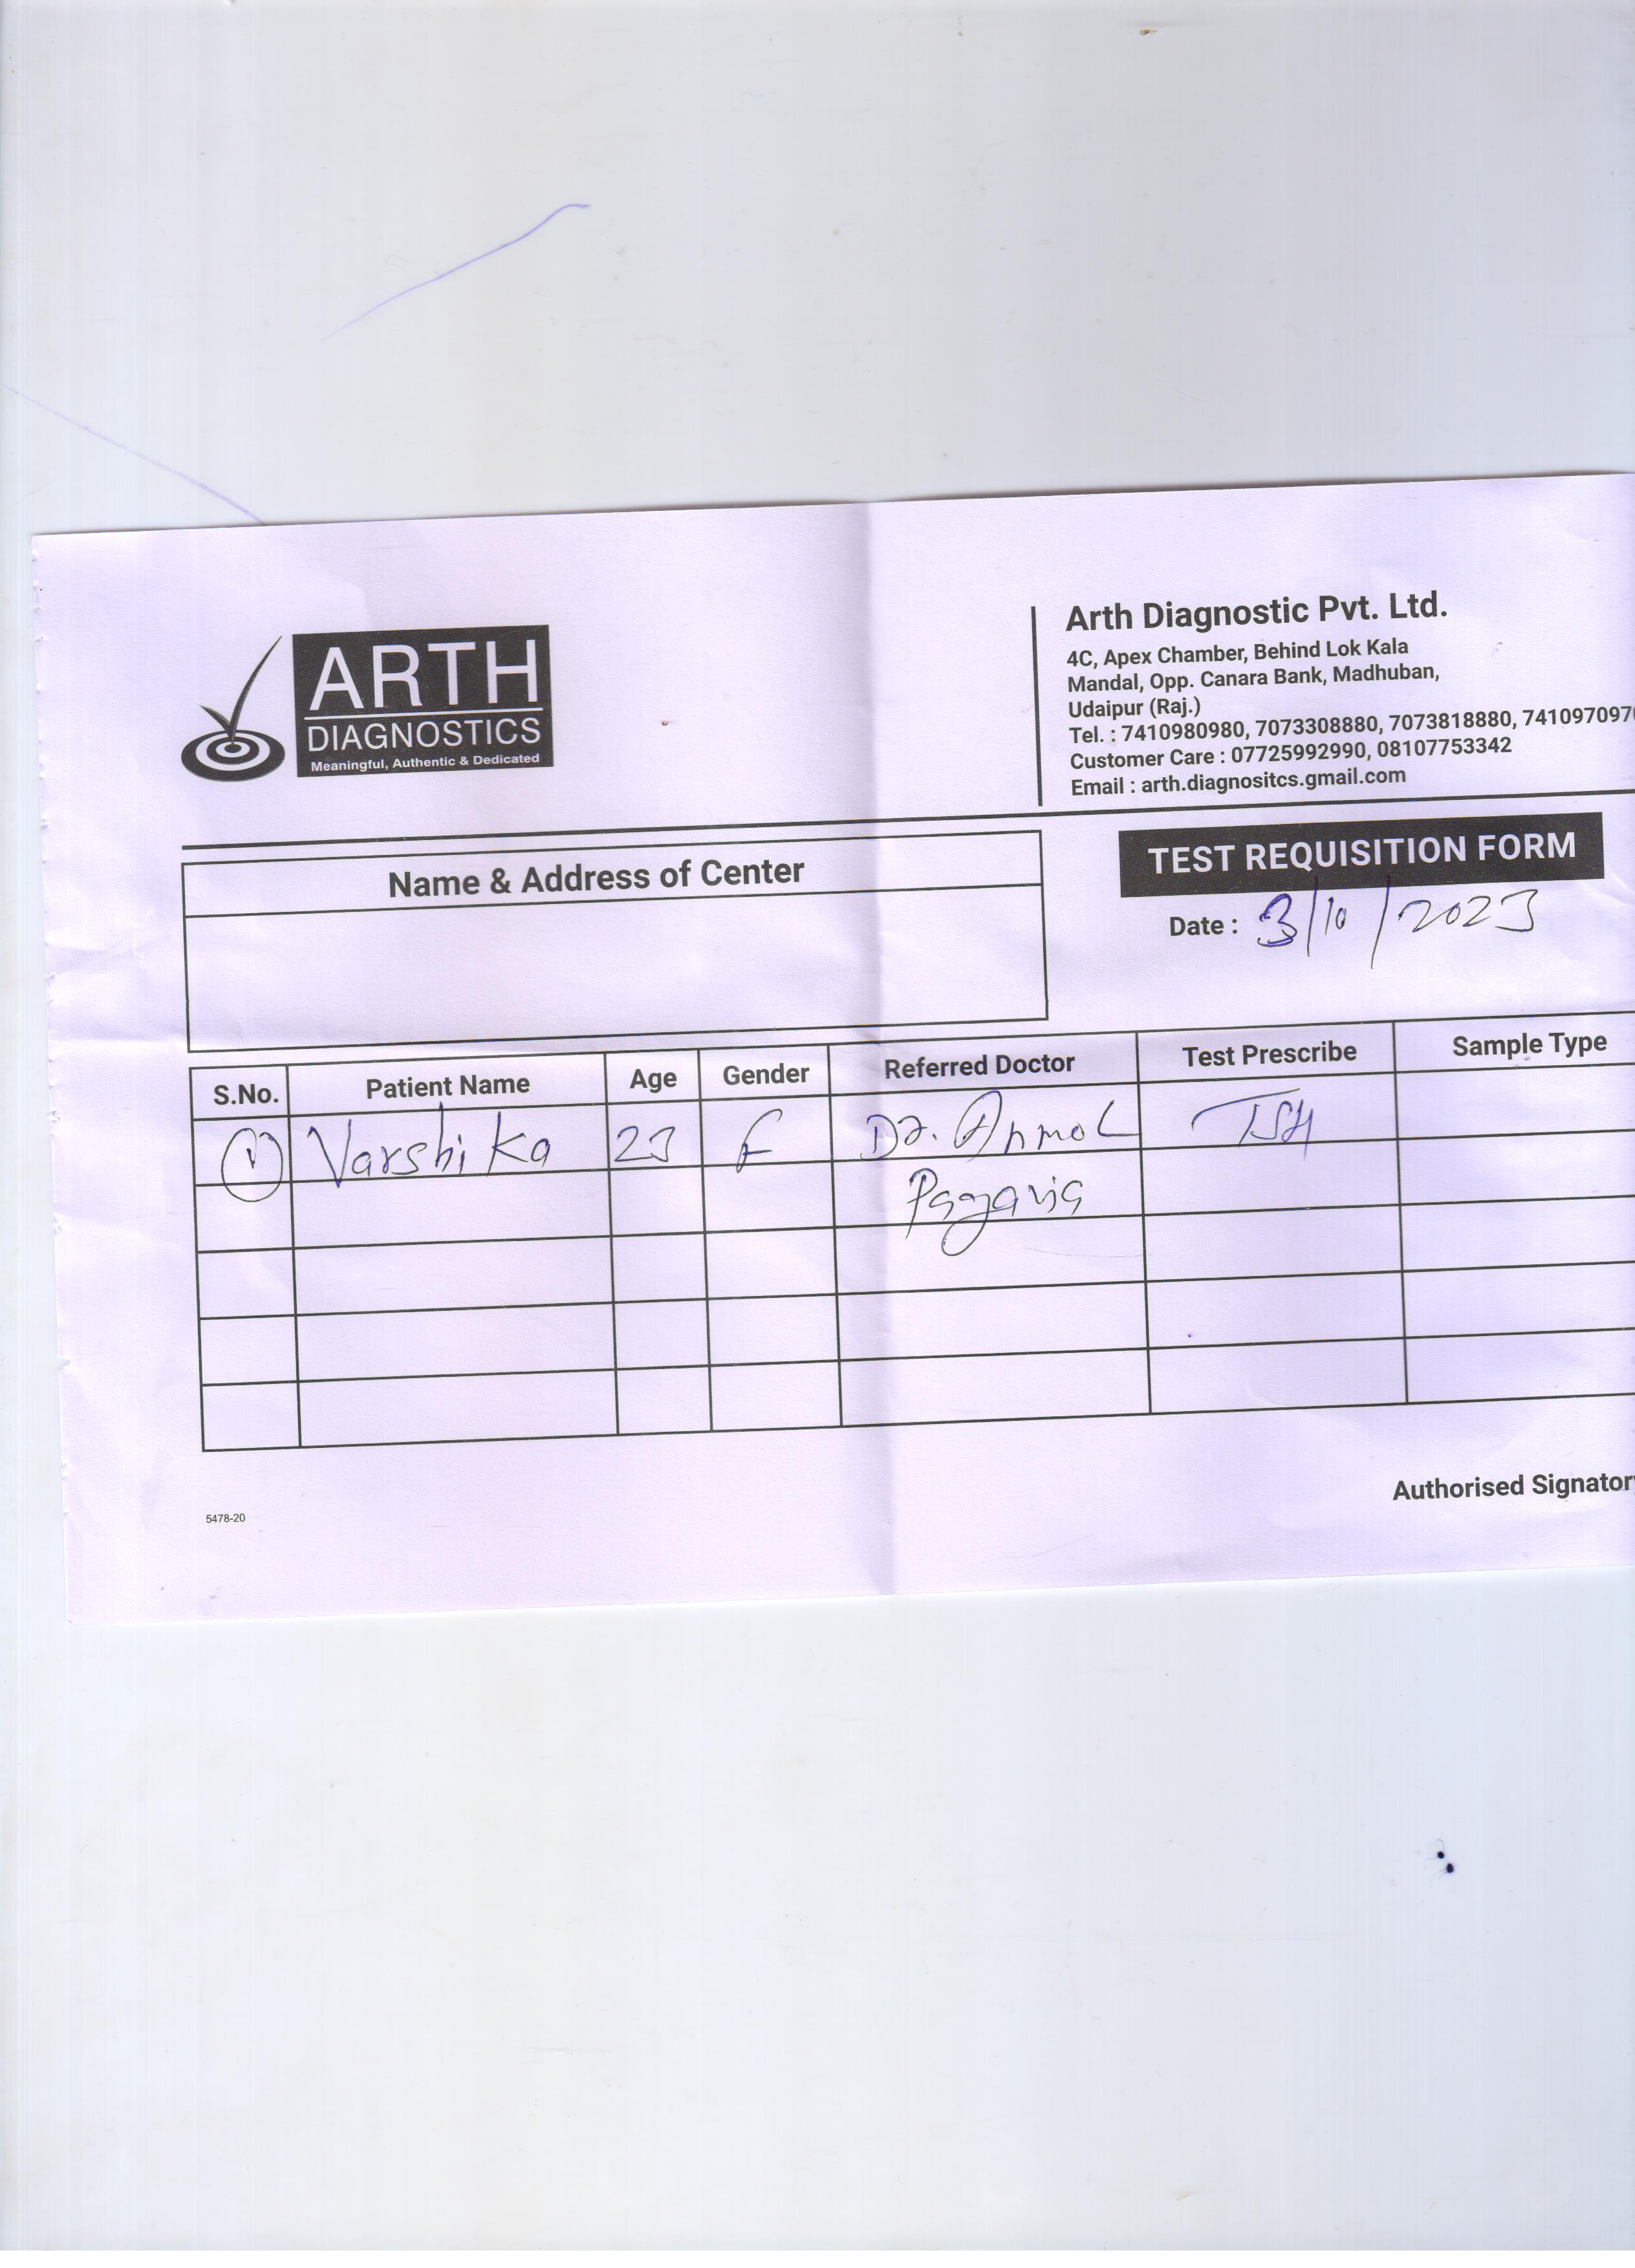 ARTH
DIAGNOSTICS
Meaningful, Authentic & Dedicated
Arth Diagnostic Pvt. Ltd.
4C, Apex Chamber, Behind Lok Kala
Mandal, Opp. Canara Bank, Madhuban,
Udaipur (Raj.)
Tel. : 7410980980, 7073308880, 7073818880, 741097097
Customer Care : 07725992990, 08107753342
Email : arth.diagnositcs.gmail.com
Name & Address of Center
TEST REQUISITION FORM
Date : 3/10/2023
S.No. Patient Name Age Gender Referred Doctor Test Prescribe Sample Type
1 Varshika 23 F Dr. Anmol TSH
Pagaria
Authorised Signator
5478-20